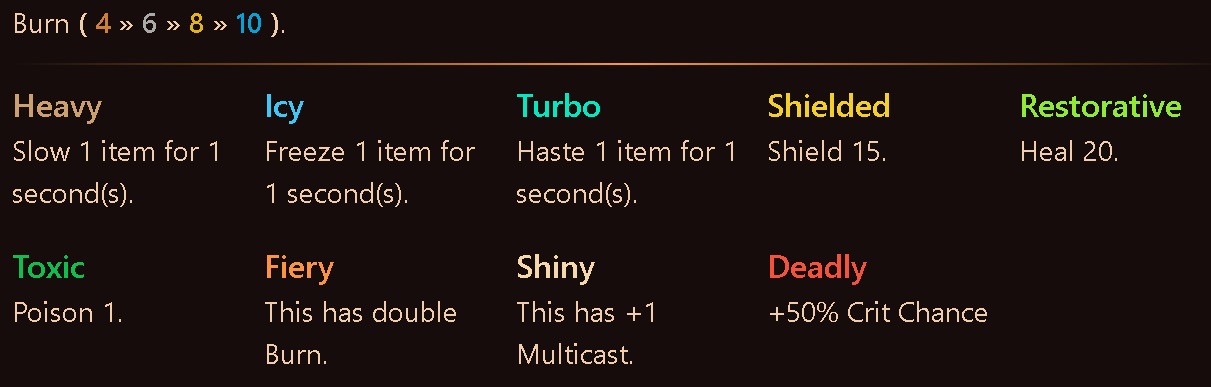 Burn ( 4 » 6 » 8 » 10 ).
Heavy
Slow 1 item for 1
second(s).
Icy
Freeze 1 item for
1 second(s).
Turbo
Haste 1 item for 1
second(s).
Shielded
Shield 15.
Restorative
Heal 20.
Toxic
Poison 1.
Fiery
This has double
Burn.
Shiny
This has +1
Multicast.
Deadly
+50% Crit Chance